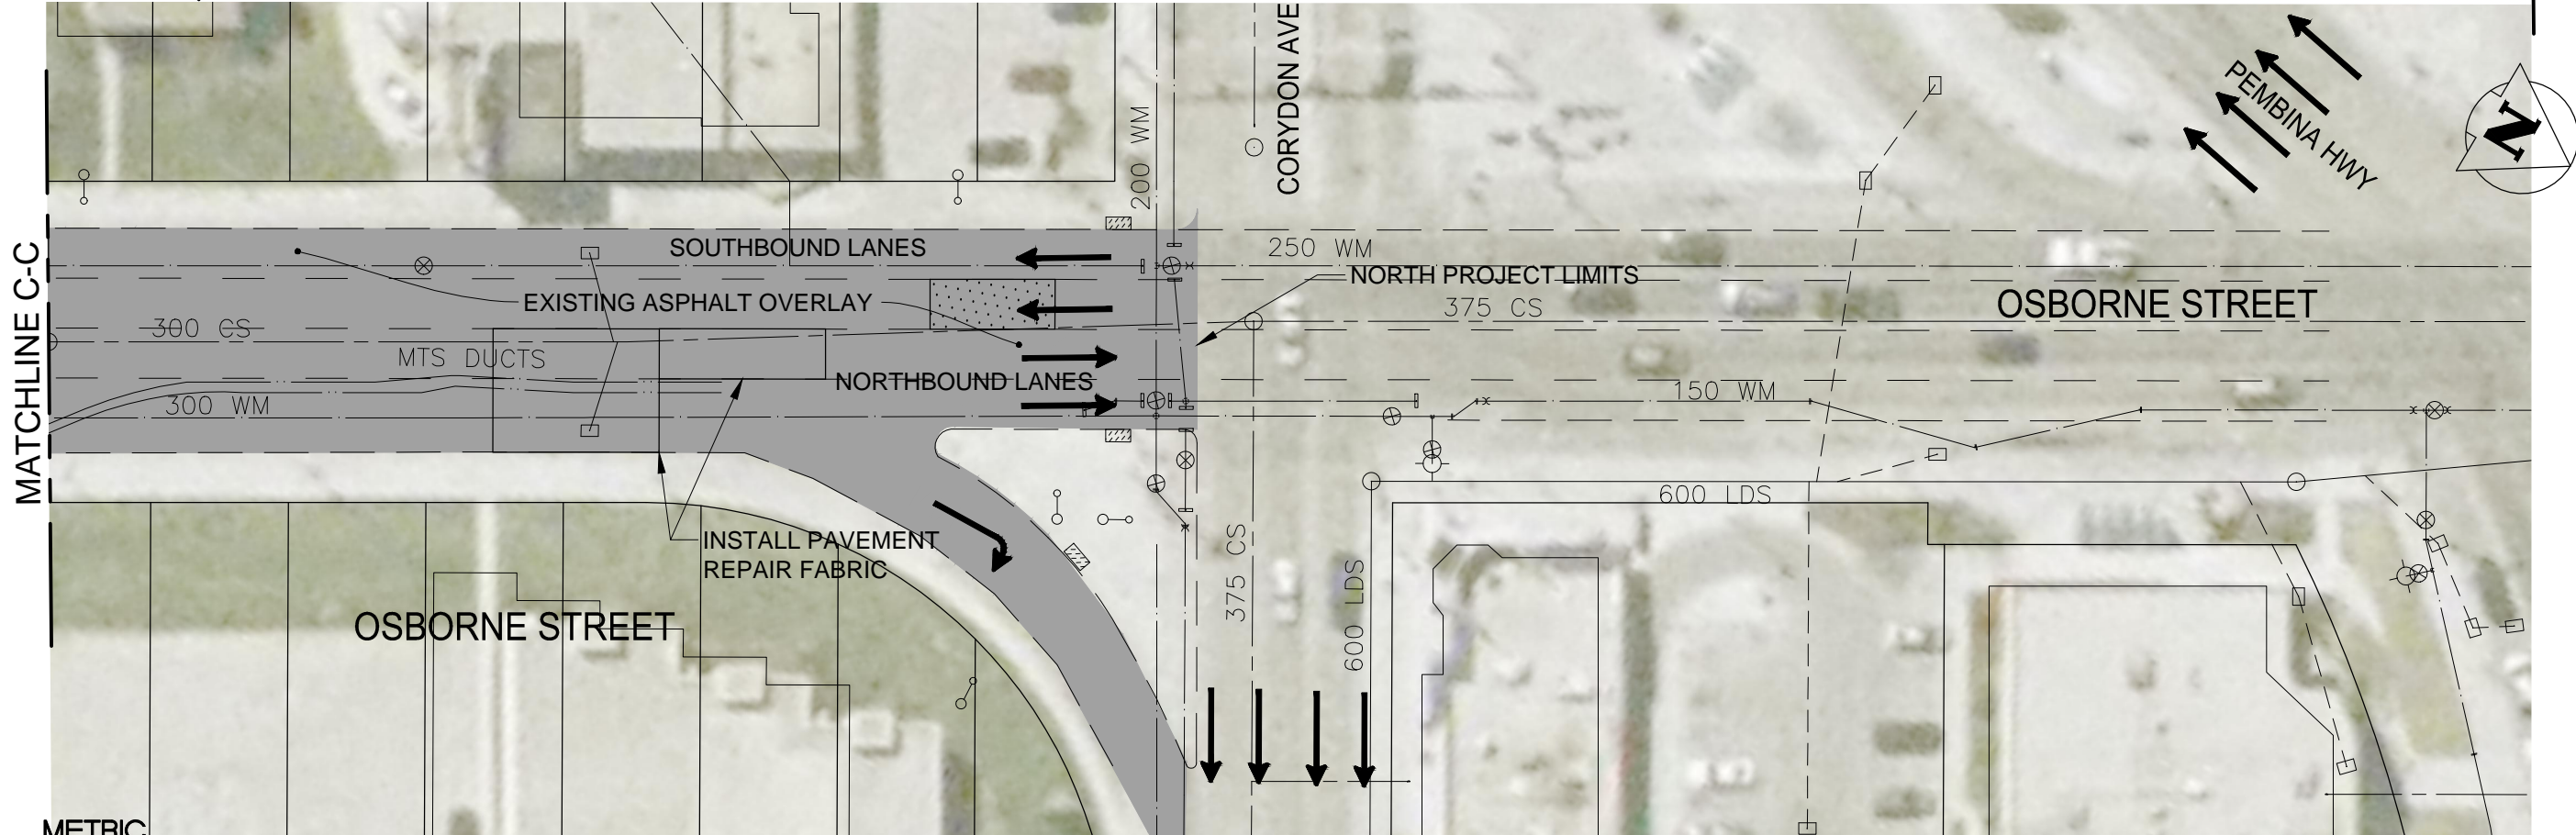 CORYDON AVE
PEMBINA HWY
N
200 WM
SOUTHBOUND LANES
250 WM
NORTH PROJECT LIMITS
EXISTING ASPHALT OVERLAY
375 CS
OSBORNE STREET
300 CS
MTS DUCTS
MATCHLINE C-C
NORTHBOUND LANES
150 WM
300 WM
600 LDS
INSTALL PAVEMENT
REPAIR FABRIC
375 CS
600 LDS
OSBORNE STREET
METRIC